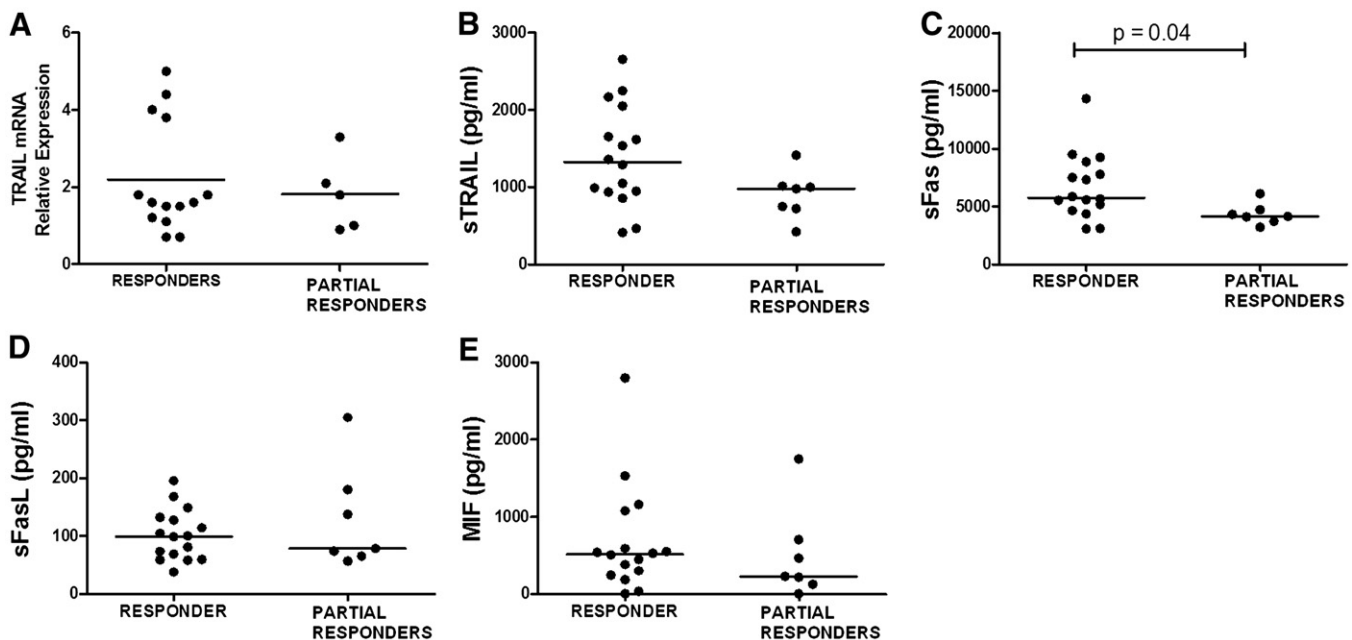 A
TRAIL mRNA
Relative Expression
6
4
2
0
RESPONDERS
PARTIAL
RESPONDERS
B
sTRAIL (pg/ml)
3000
2000
1000
0
RESPONDER
PARTIAL
RESPONDERS
C
sFas (pg/ml)
20000
15000
10000
5000
0
p = 0.04
RESPONDER
PARTIAL
RESPONDERS
D
sFasL (pg/ml)
400
300
200
100
0
RESPONDER
PARTIAL
RESPONDERS
E
MIF (pg/ml)
3000
2000
1000
0
RESPONDER
PARTIAL
RESPONDERS